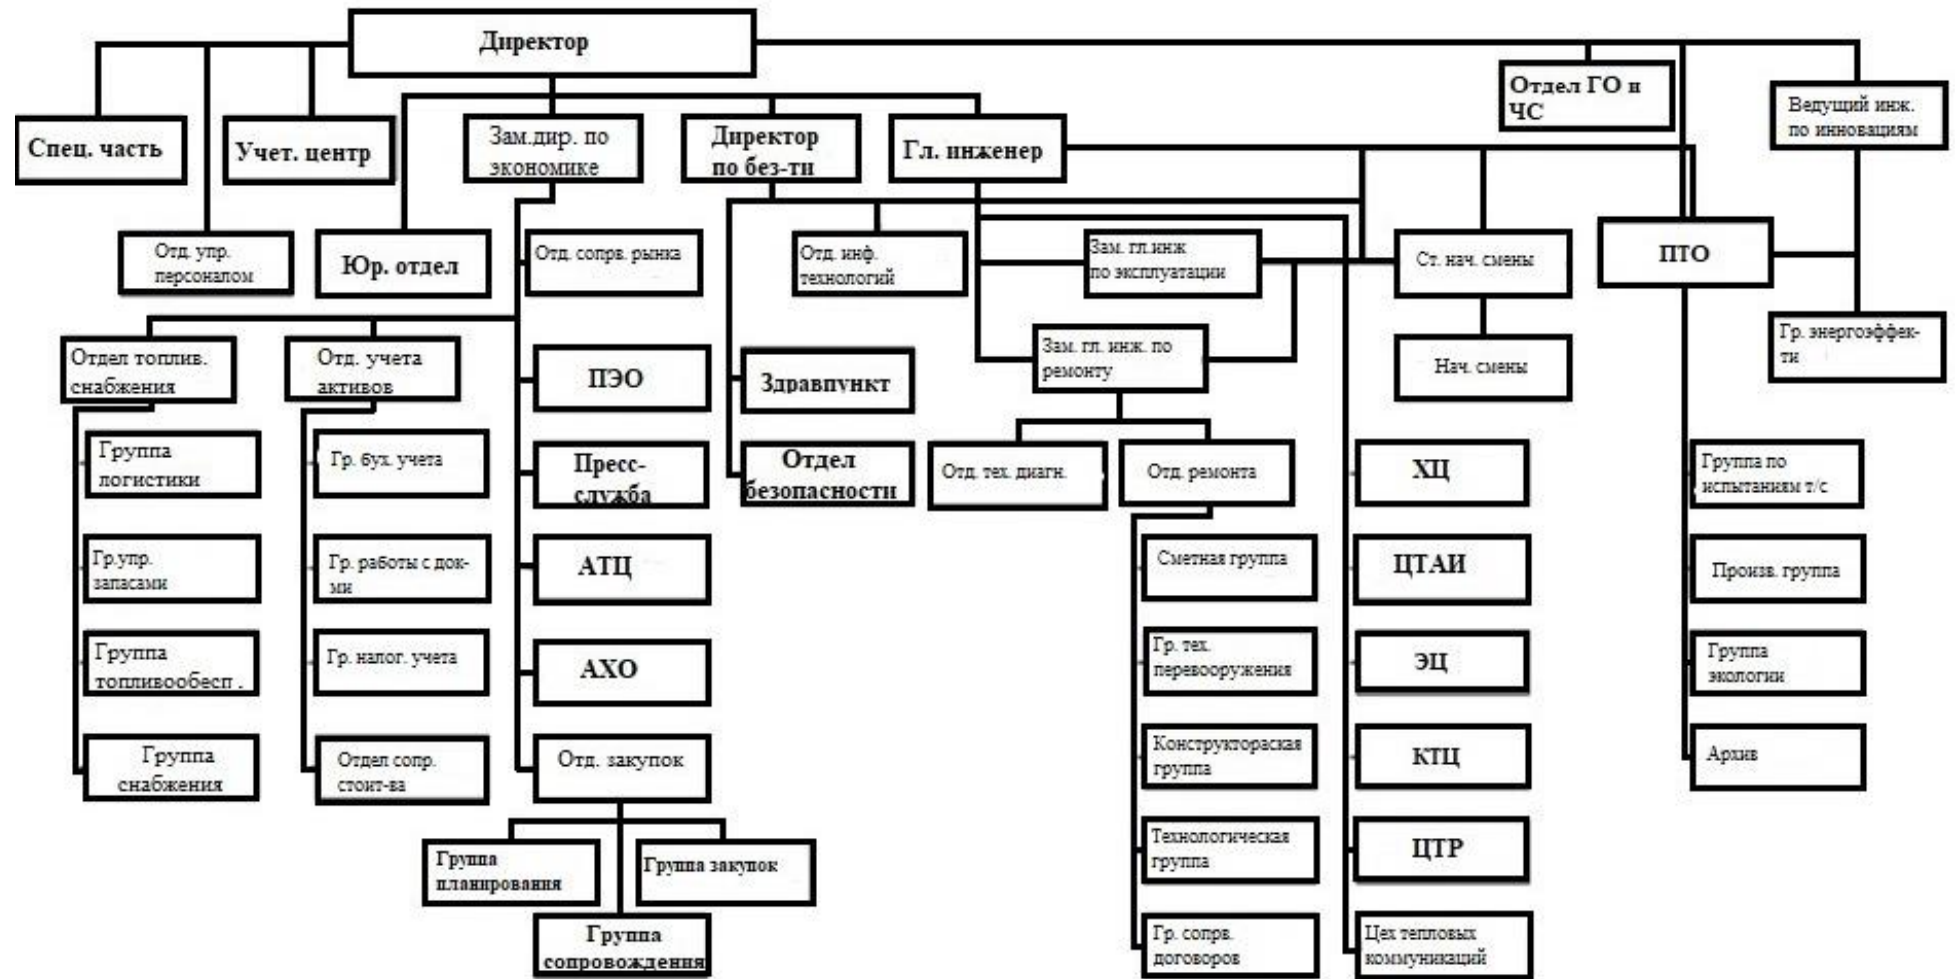 Директор
Отдел ГО и
ЧС
Ведущий инж.
по инновациям
Спец. часть
Учет. центр
Зам.дир. по
экономике
Директор
по без-ти
Гл. инженер
Отд. упр.
персоналом
Юр. отдел
Отд. сопрв. рынка
Отд. инф.
технологий
Зам. гл.инж
по эксплуатации
Ст. нач. смены
ПТО
Отдел топлив.
снабжения
Отд. учета
активов
ПЭО
Здравпункт
Зам. гл. инж. по
ремонту
Нач. смены
Гр. энергоэффек-
ти
Группа
логистики
Гр. бух. учета
Пресс-
служба
Отдел
безопасности
Отд. тех. диагн.
Отд. ремонта
ХЦ
Группа по
испытаниям т/с
Гр.упр.
запасами
Гр. работы с док-
ми
АТЦ
Сметная группа
ЦТАИ
Произв. группа
Группа
топливообесп .
Гр. налог. учета
АХО
Гр. тех.
перевооружения
ЭЦ
Группа
экологии
Группа
снабжения
Отдел сопр.
стоит-ва
Отд. закупок
Конструктораская
группа
КТЦ
Архив
Группа
планирования
Группа закупок
Технологическая
группа
ЦТР
Группа
сопровождения
Гр. сопрв.
договоров
Цех тепловых
коммуникаций